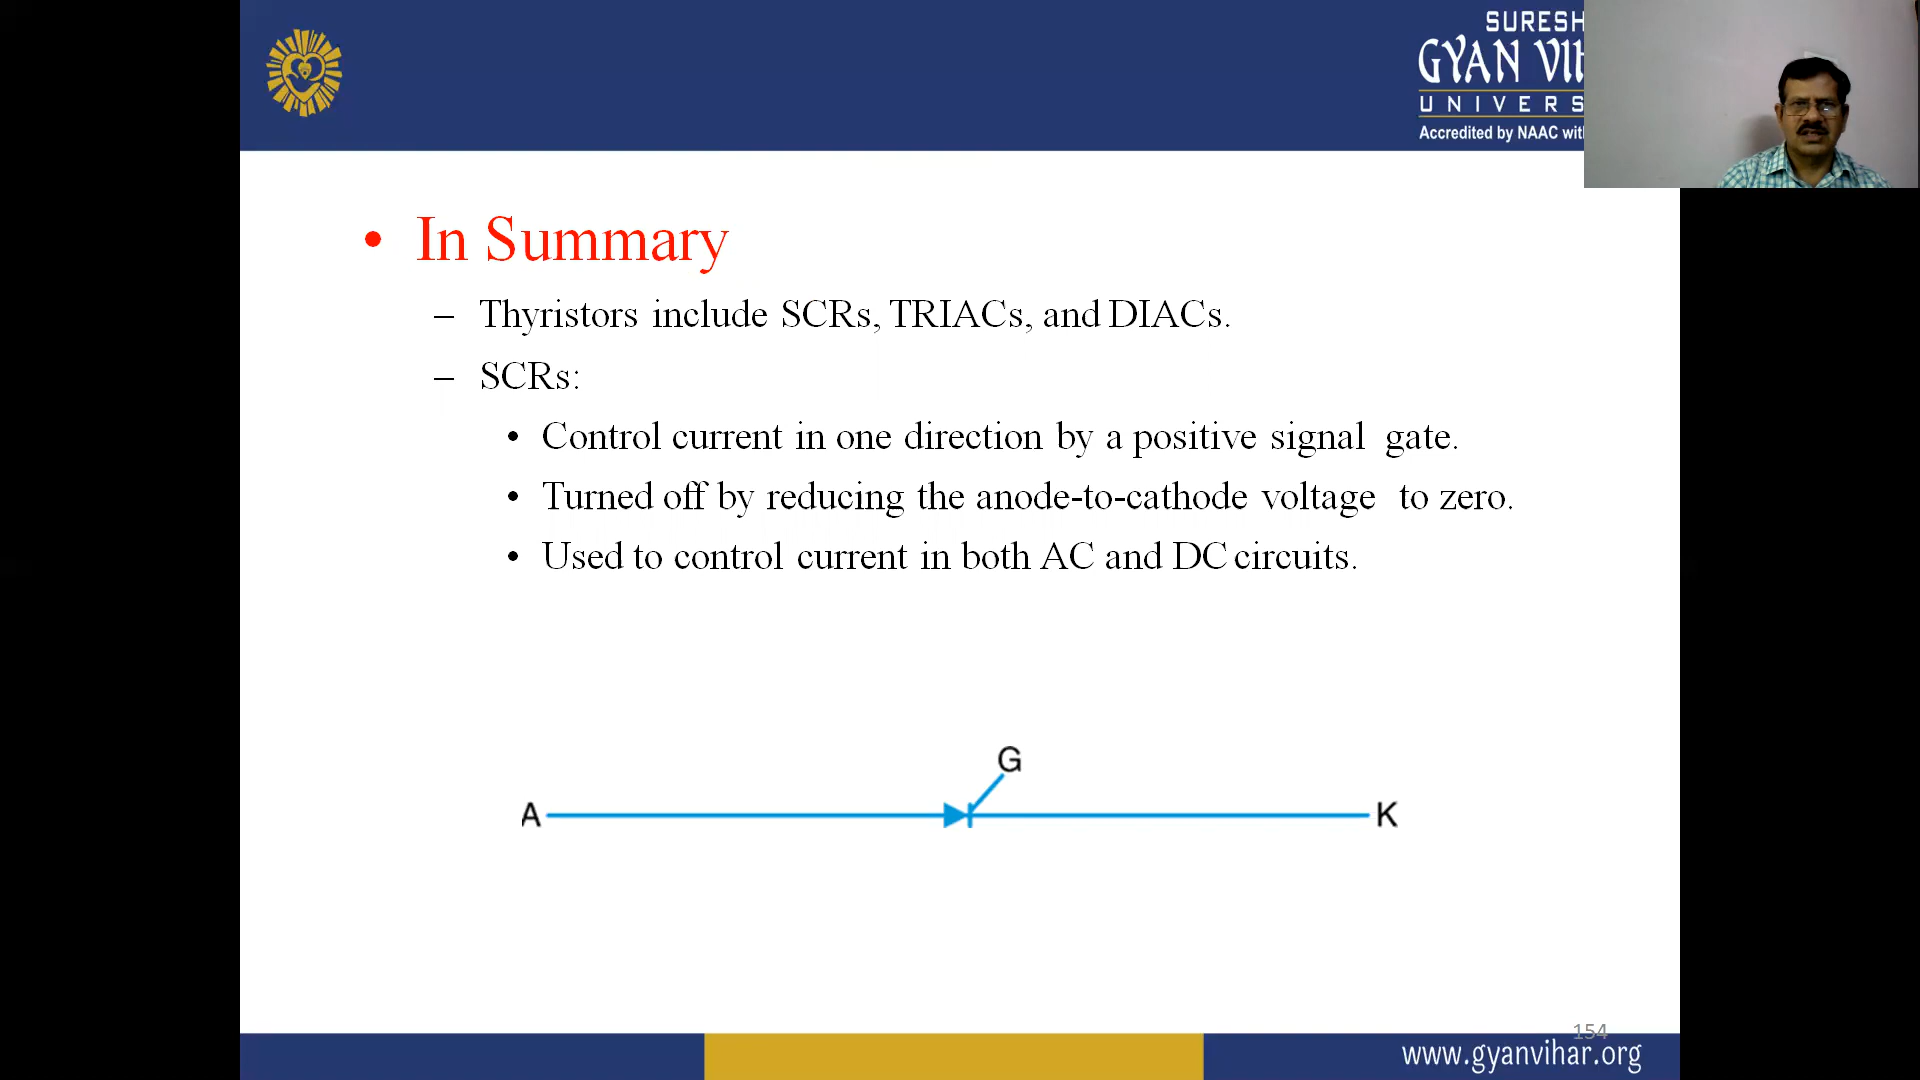 SURESH
GYAN VIH
UNIVERS
Accredited by NAAC wit
• In Summary
– Thyristors include SCRs, TRIACs, and DIACs.
– SCRs:
• Control current in one direction by a positive signal gate.
• Turned off by reducing the anode-to-cathode voltage to zero.
• Used to control current in both AC and DC circuits.
G
A
K
154
www.gyanvihar.org